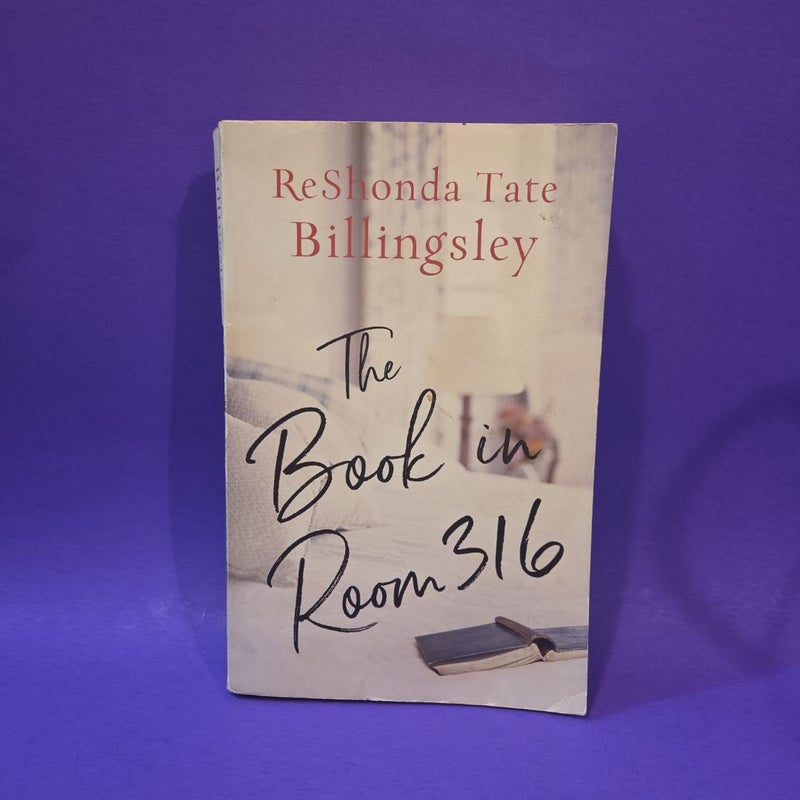 ReShonda Tate
Billingsley
The
Book in
Room 316